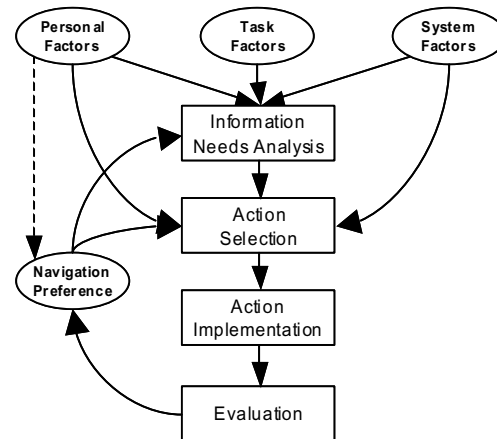 Personal
Factors
Task
Factors
System
Factors
Information
Needs Analysis
Action
Selection
Navigation
Preference
Action
Implementation
Evaluation